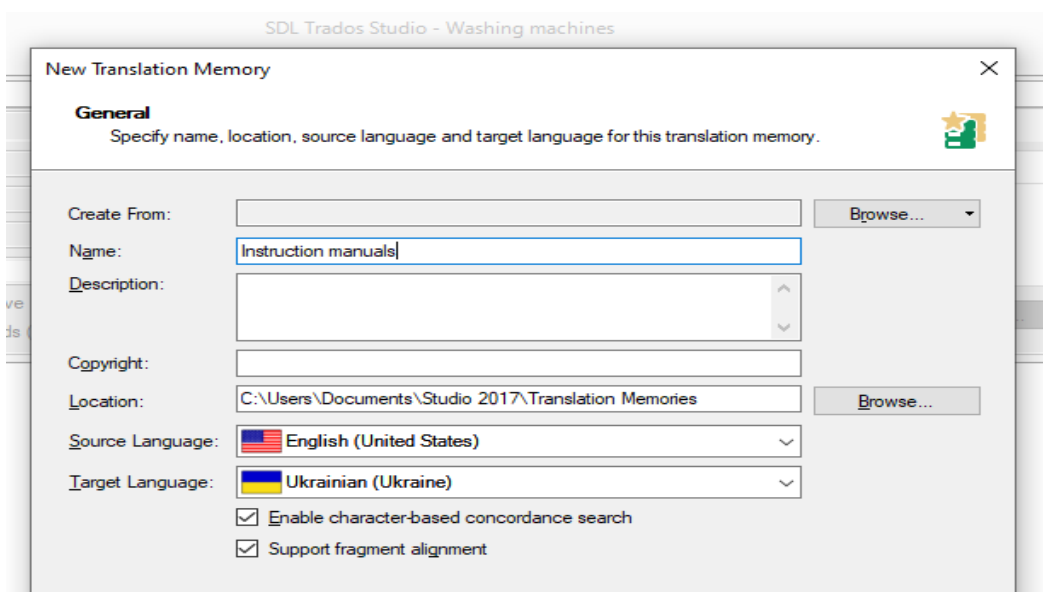 SDL Trados Studio - Washing machines
New Translation Memory
General
Specify name, location, source language and target language for this translation memory.
Create From:
Browse...
Name:
Instruction manuals
Description:
Copyright:
Location:
C:\Users\Documents\Studio 2017\Translation Memories
Browse...
Source Language:
English (United States)
Target Language:
Ukrainian (Ukraine)
Enable character-based concordance search
Support fragment alignment